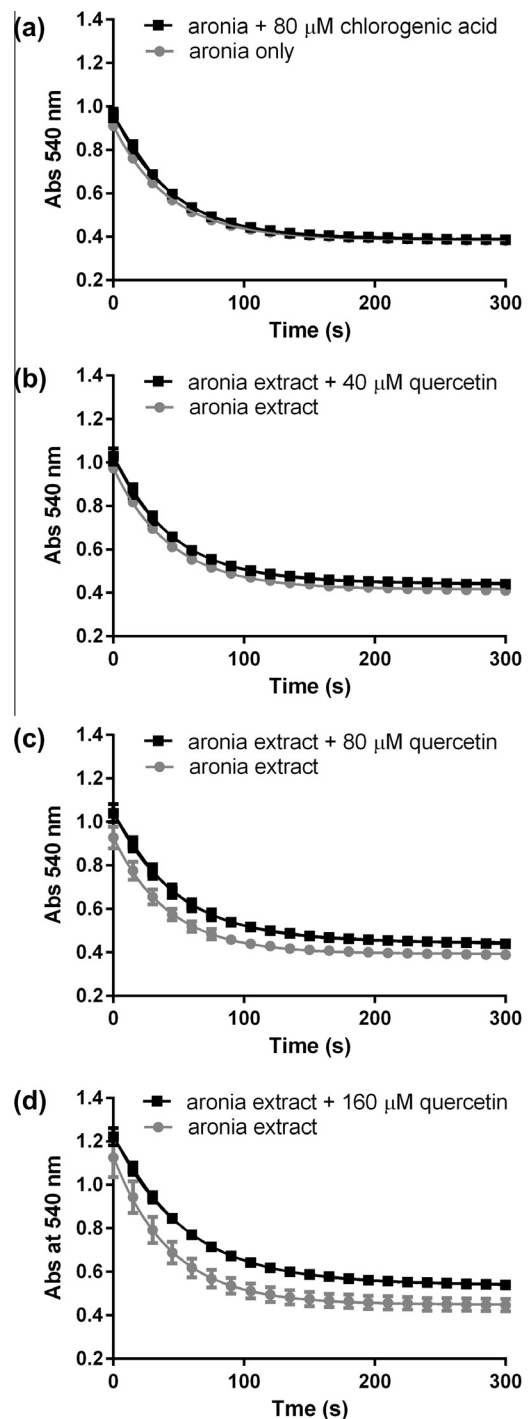 (a)
aronia + 80 μM chlorogenic acid
aronia only
Abs 540 nm
1.4
1.2
1.0
0.8
0.6
0.4
0.2
0 100 200 300
Time (s)
(b)
aronia extract + 40 μM quercetin
aronia extract
Abs 540 nm
1.4
1.2
1.0
0.8
0.6
0.4
0.2
0 100 200 300
Time (s)
(c)
aronia extract + 80 μM quercetin
aronia extract
Abs 540 nm
1.4
1.2
1.0
0.8
0.6
0.4
0.2
0 100 200 300
Time (s)
(d)
aronia extract + 160 μM quercetin
aronia extract
Abs at 540 nm
1.4
1.2
1.0
0.8
0.6
0.4
0.2
0 100 200 300
Tme (s)